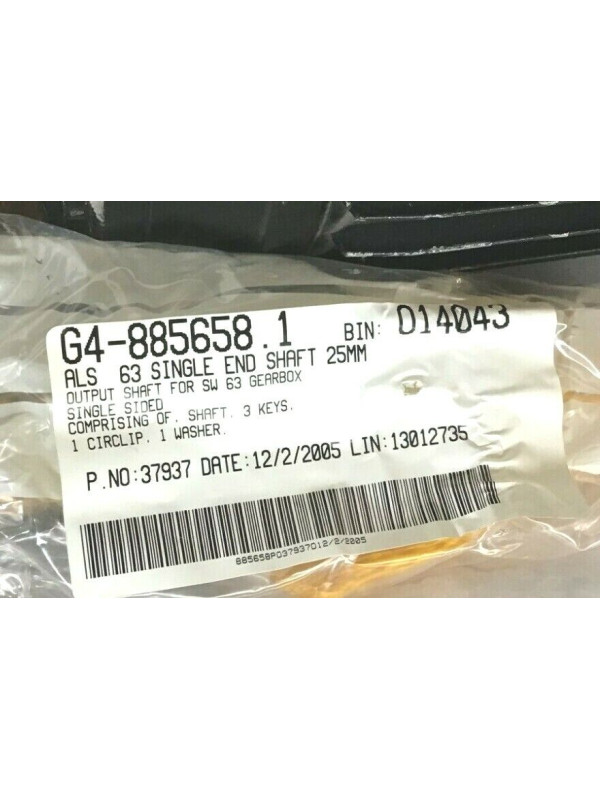 G4-885658.1 BIN: D14043
ALS 63 SINGLE END SHAFT 25MM
OUTPUT SHAFT FOR SW 63 GEARBOX
SINGLE SIDED
COMPRISING OF. SHAFT. 3 KEYS.
1 CIRCLIP. 1 WASHER.
P.NO:37937 DATE:12/2/2005 LIN:13012735
885658P037937D12/2/2005